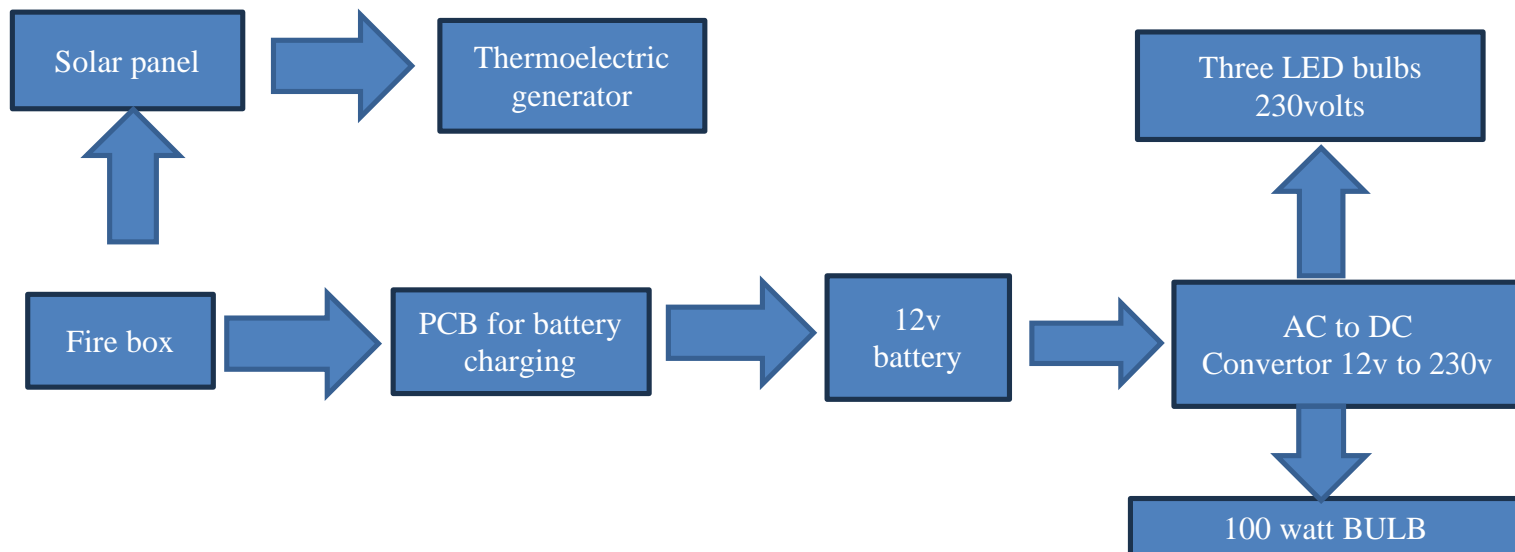 Solar panel
Thermoelectric
generator
Three LED bulbs
230volts
Fire box
PCB for battery
charging
12v
battery
AC to DC
Convertor 12v to 230v
100 watt BULB